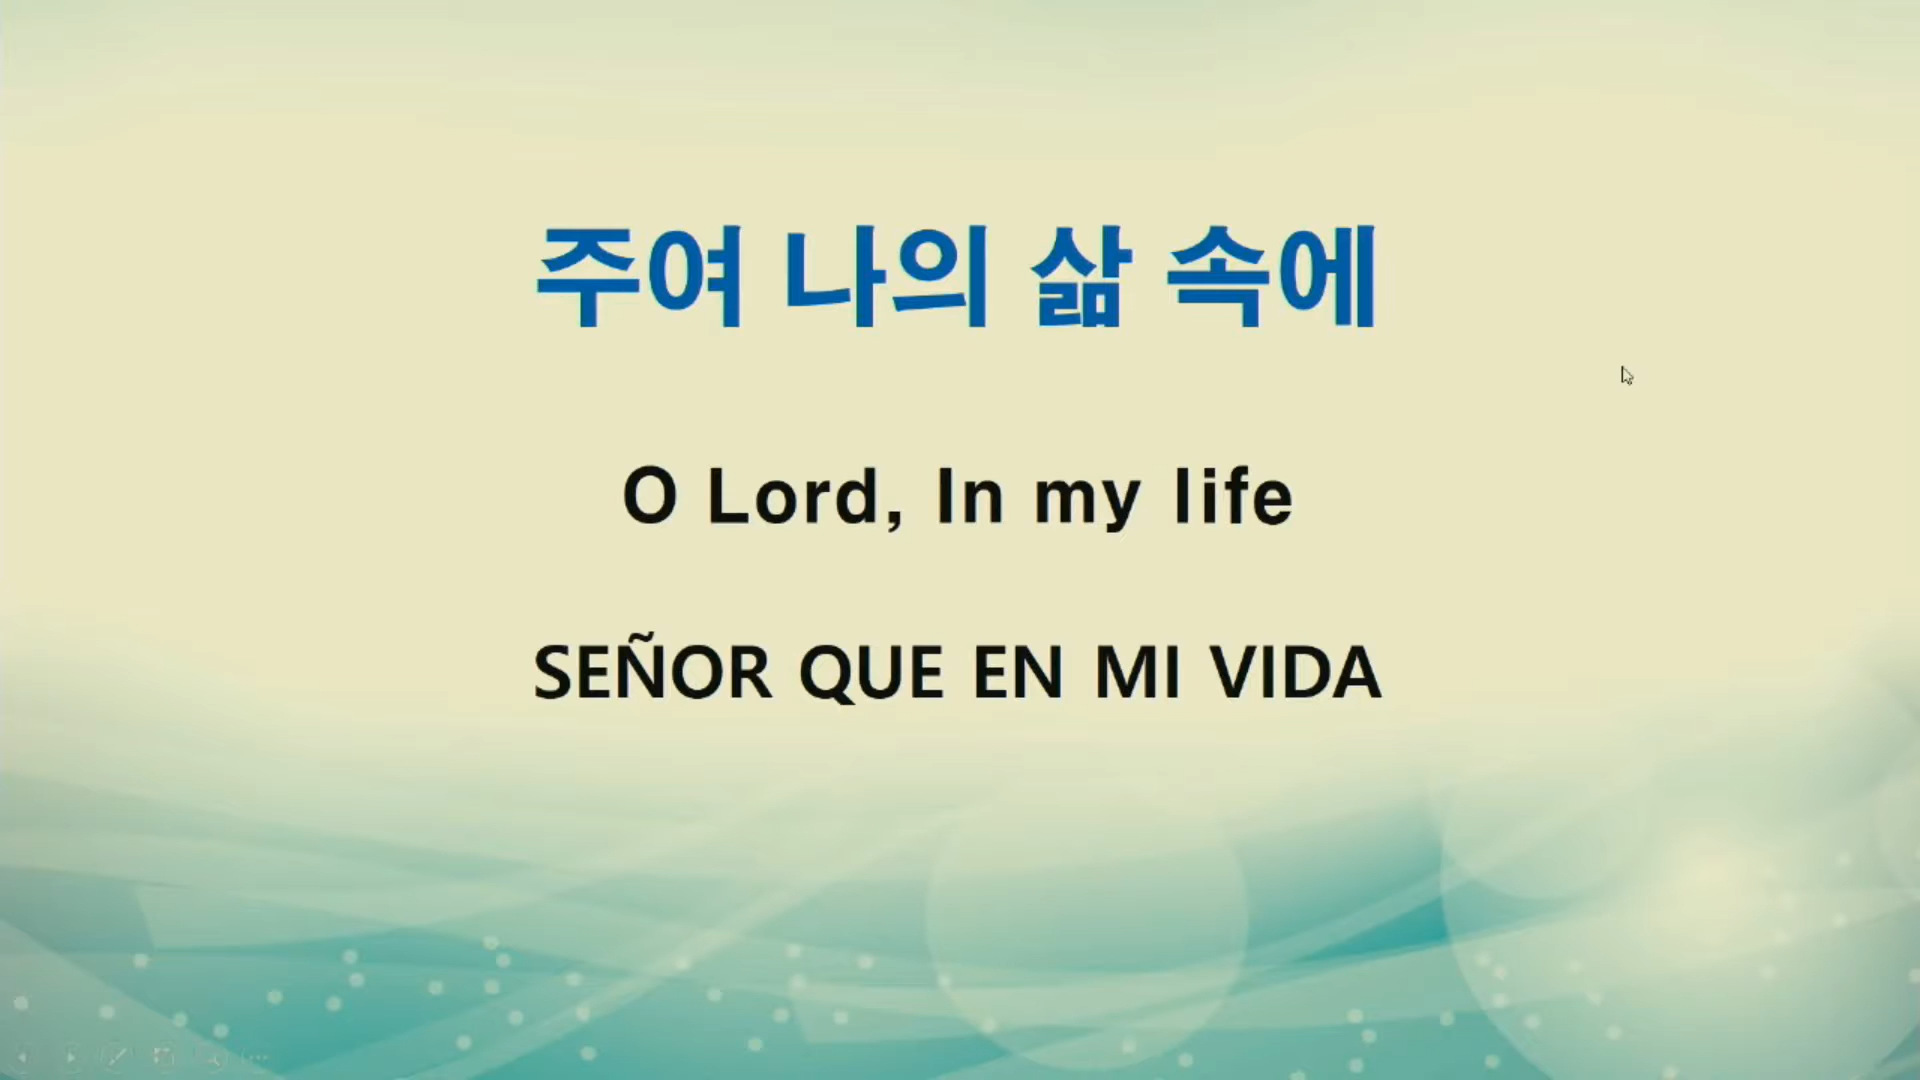 주여 나의 삶 속에
O Lord, In my life
SEÑOR QUE EN MI VIDA